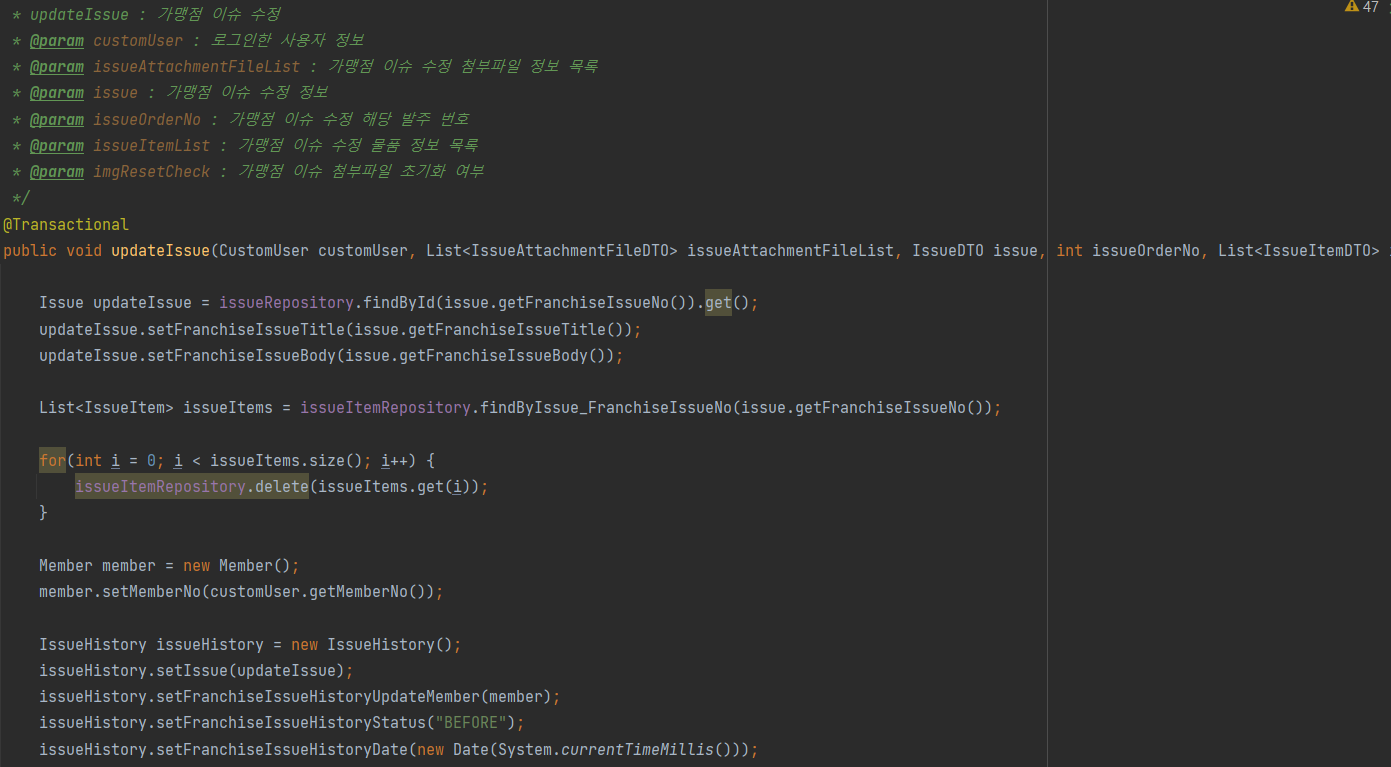 47
* updateIssue : 가맹점 이슈 수정
* @param customUser : 로그인한 사용자 정보
* @param issueAttachmentFileList : 가맹점 이슈 수정 첨부파일 정보 목록
* @param issue : 가맹점 이슈 수정 정보
* @param issueOrderNo : 가맹점 이슈 수정 해당 발주 번호
* @param issueItemList : 가맹점 이슈 수정 물품 정보 목록
* @param imgResetCheck : 가맹점 이슈 첨부파일 초기화 여부
*/
@Transactional
public void updateIssue(CustomUser customUser, List<IssueAttachmentFileDTO> issueAttachmentFileList, IssueDTO issue, int issueOrderNo, List<IssueItemDTO>
Issue updateIssue = issueRepository.findById(issue.getFranchiseIssueNo()).get();
updateIssue.setFranchiseIssueTitle(issue.getFranchiseIssueTitle());
updateIssue.setFranchiseIssueBody(issue.getFranchiseIssueBody());
List<IssueItem> issueItems = issueItemRepository.findByIssue_FranchiseIssueNo(issue.getFranchiseIssueNo());
for(int i = 0; i < issueItems.size(); i++) {
issueItemRepository.delete(issueItems.get(i));
}
Member member = new Member();
member.setMemberNo(customUser.getMemberNo());
IssueHistory issueHistory = new IssueHistory();
issueHistory.setIssue(updateIssue);
issueHistory.setFranchiseIssueHistoryUpdateMember(member);
issueHistory.setFranchiseIssueHistoryStatus("BEFORE");
issueHistory.setFranchiseIssueHistoryDate(new Date(System.currentTimeMillis()));